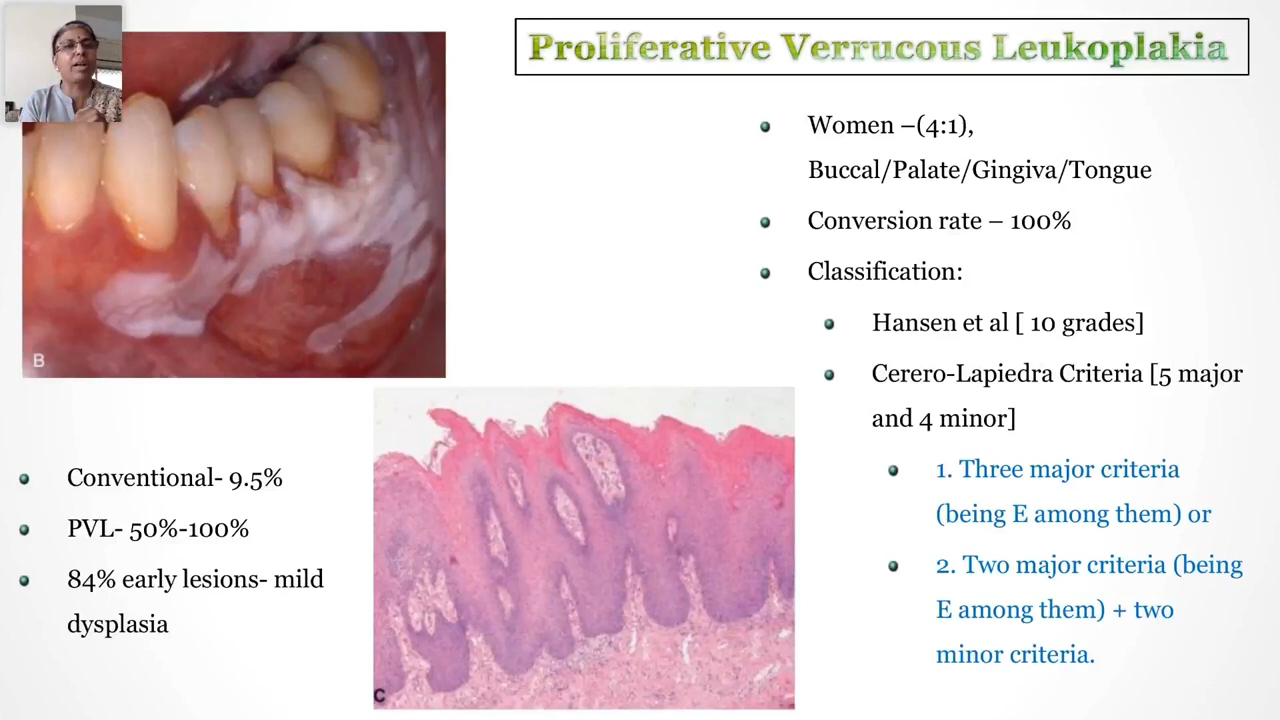 Proliferative Verrucous Leukoplakia
B
Women –(4:1),
Buccal/Palate/Gingiva/Tongue
Conversion rate – 100%
Classification:
Hansen et al [ 10 grades]
Cerero-Lapiedra Criteria [5 major
and 4 minor]
1. Three major criteria
(being E among them) or
2. Two major criteria (being
E among them) + two
minor criteria.
Conventional- 9.5%
PVL- 50%-100%
84% early lesions- mild
dysplasia
C